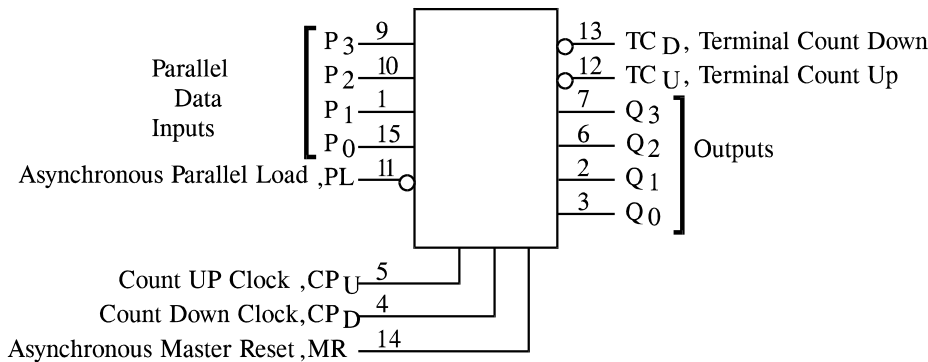 P3 9
P2 10
P1 1
P0 15
Parallel
Data
Inputs
Asynchronous Parallel Load ,PL 11
13 TC D, Terminal Count Down
12 TC U, Terminal Count Up
7 Q3
6 Q2
2 Q1
3 Q0
Outputs
Count UP Clock ,CPU 5
Count Down Clock,CPD 4
Asynchronous Master Reset ,MR 14